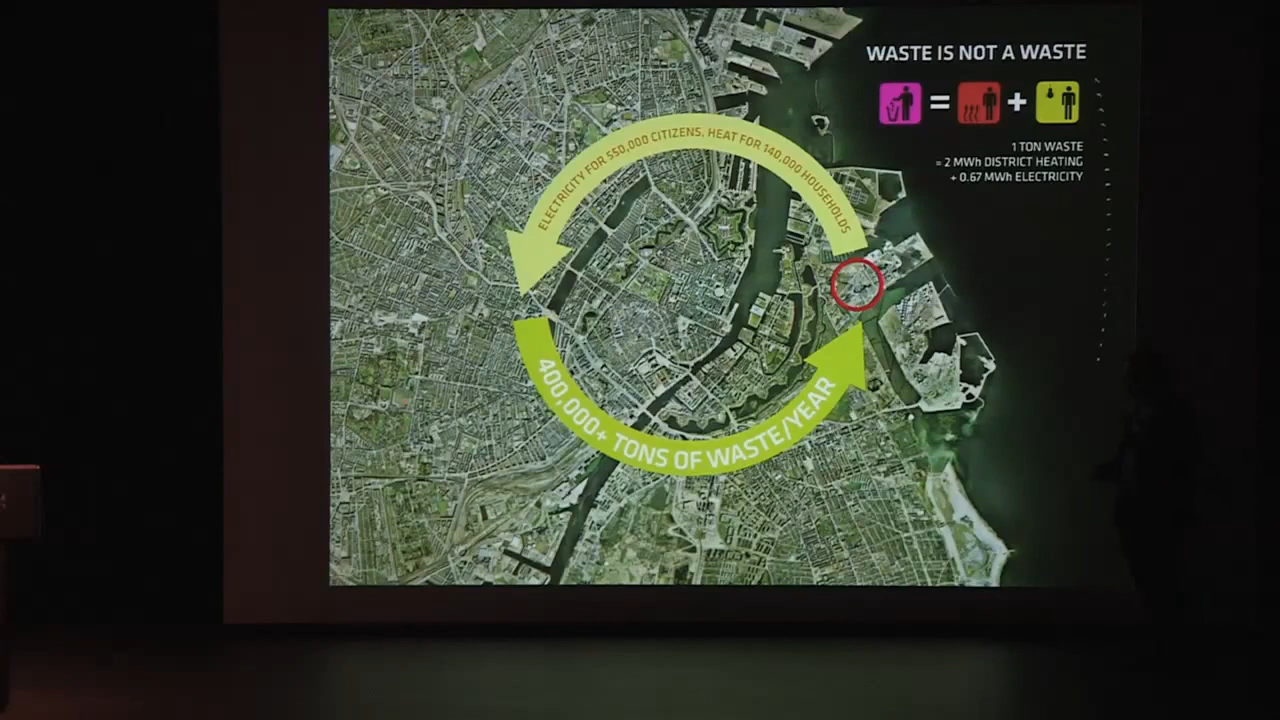 WASTE IS NOT A WASTE
=
+
1 TON WASTE
= 2 MWh DISTRICT HEATING
+ 0.67 MWh ELECTRICITY
ELECTRICITY FOR 550,000 CITIZENS, HEAT FOR 140,000 HOUSEHOLDS
400,000+ TONS OF WASTE/YEAR